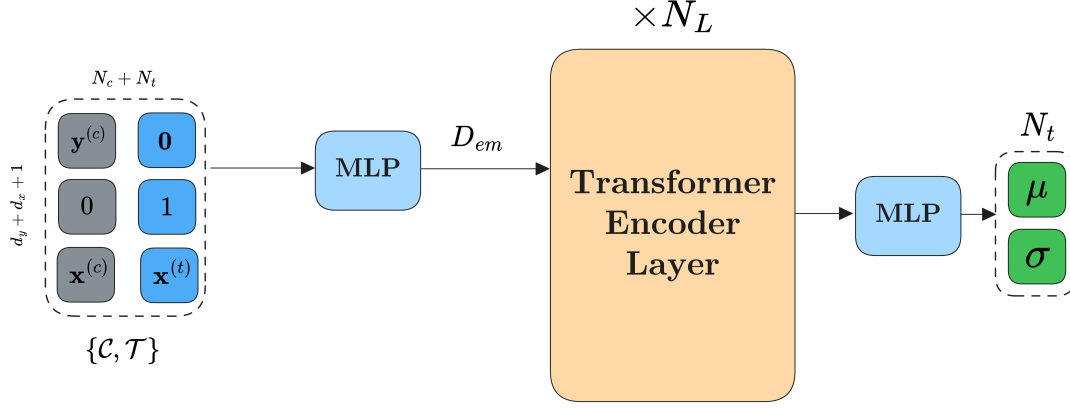 × N_L
N_c + N_t
d_y + d_x + 1
y^(c) 0
0 1
x^(c) x^(t)
{C, T}
MLP
D_em
Transformer
Encoder
Layer
MLP
N_t
μ
σ